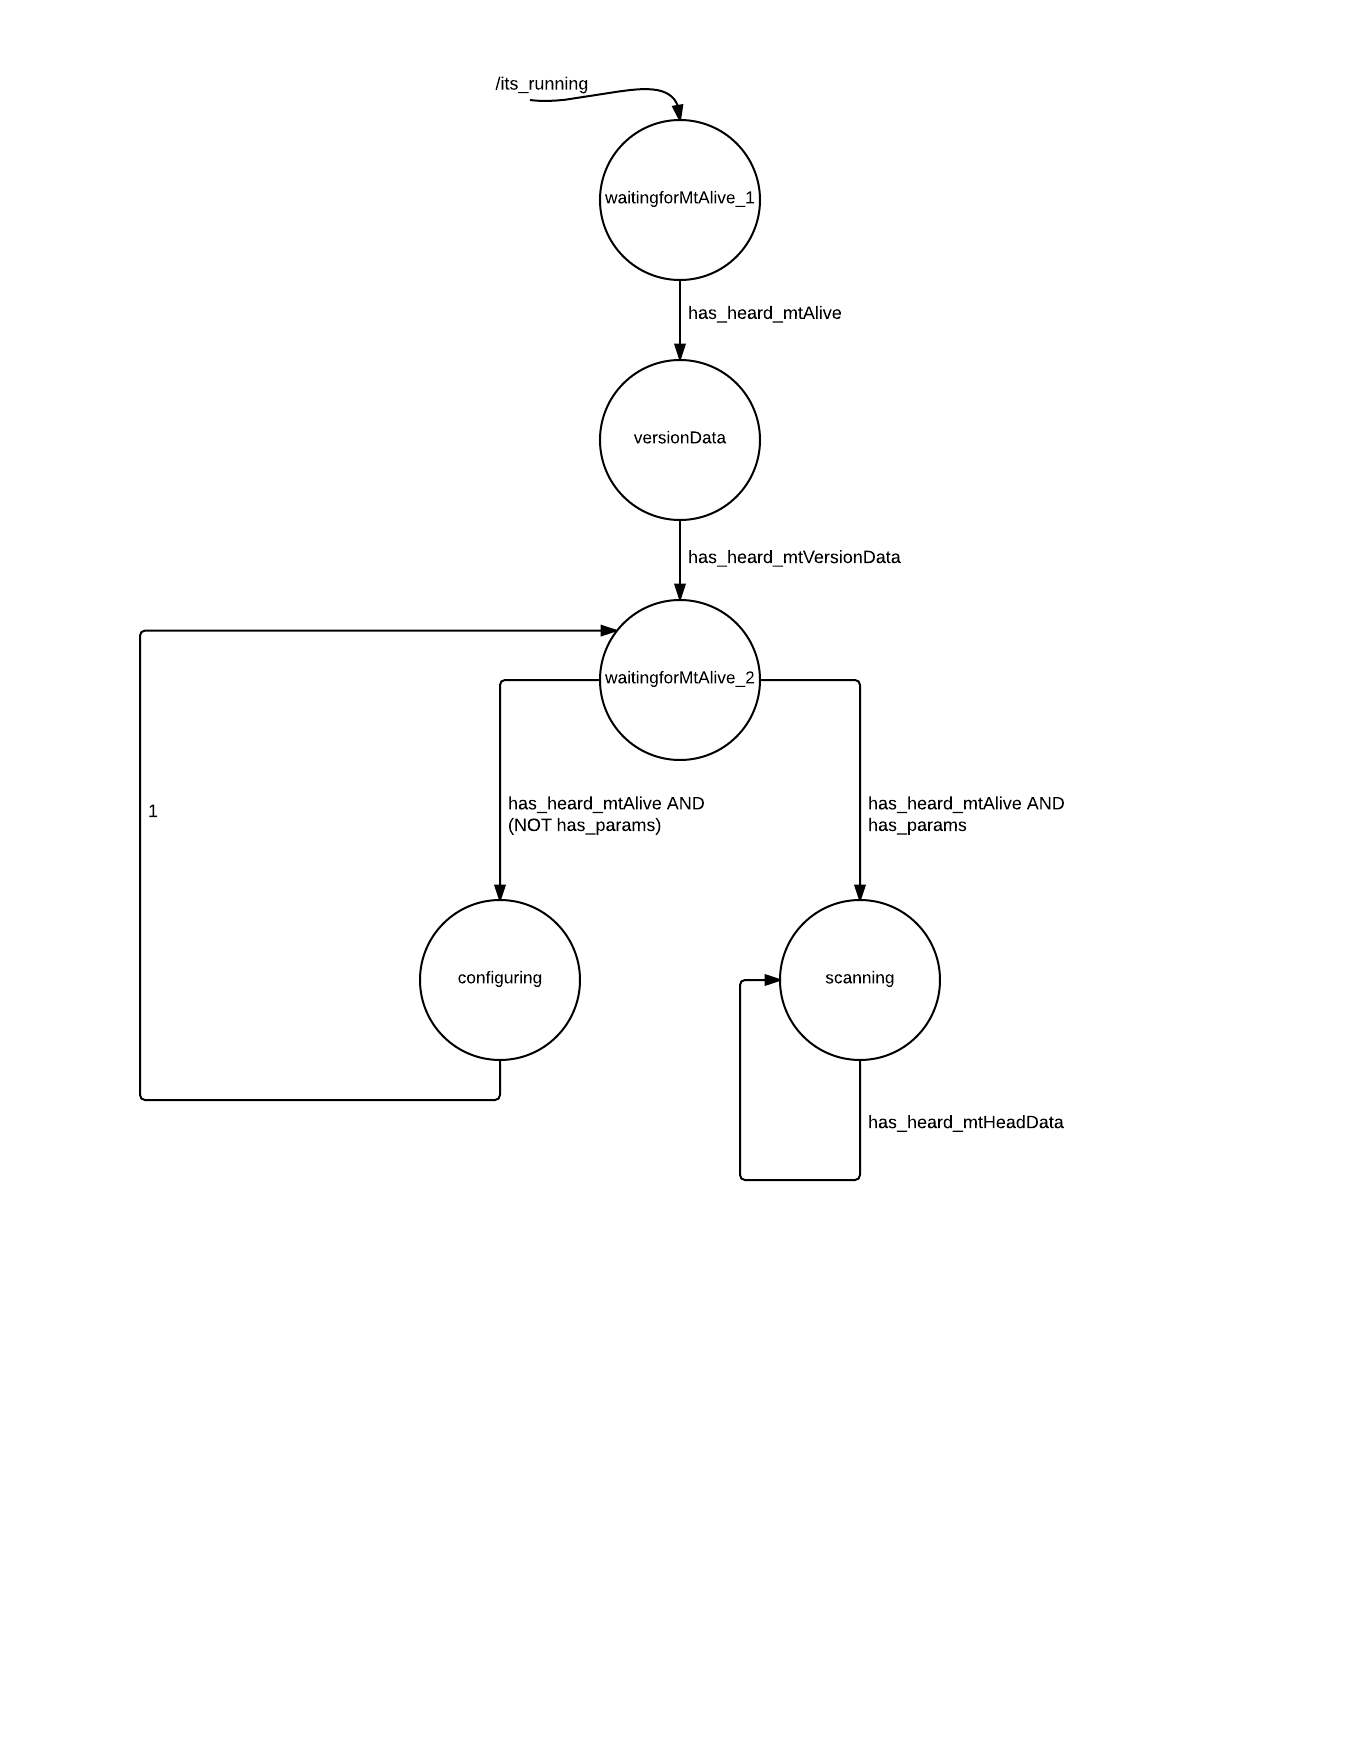 /its_running
waitingforMtAlive_1
has_heard_mtAlive
versionData
has_heard_mtVersionData
waitingforMtAlive_2
1
has_heard_mtAlive AND
(NOT has_params)
has_heard_mtAlive AND
has_params
configuring
scanning
has_heard_mtHeadData